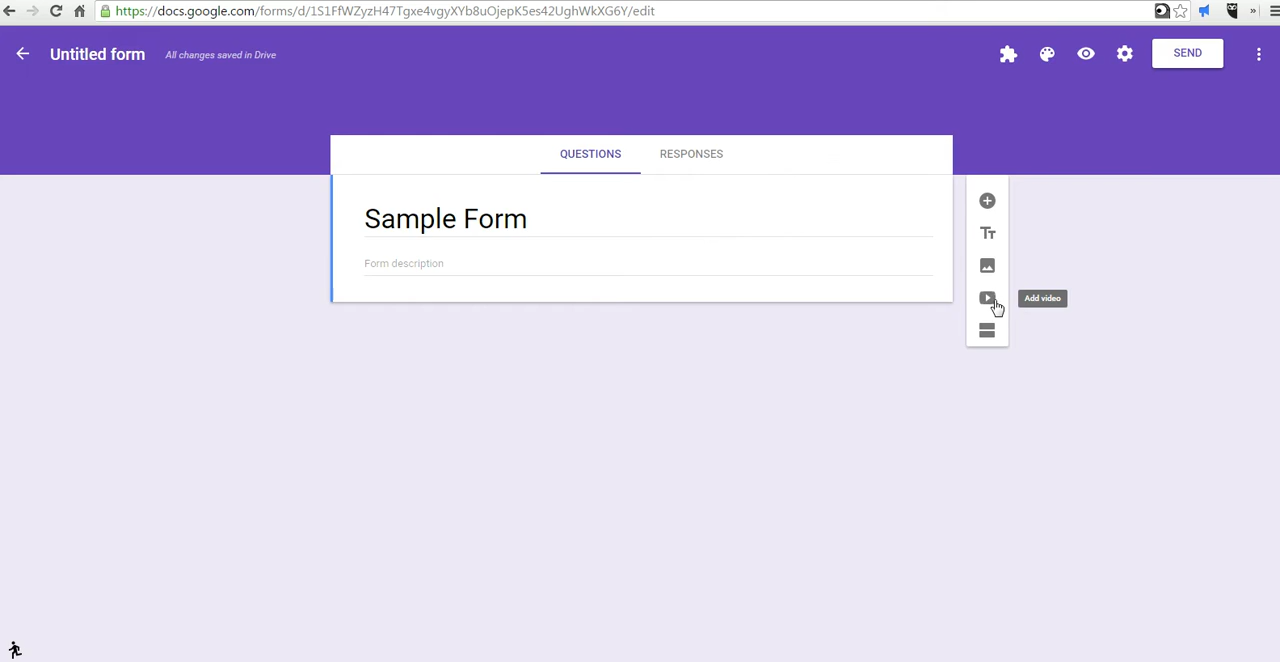 https://docs.google.com/forms/d/1S1FfWZyzH47Tgxe4vgyXYb8uOjepK5es42UghWkXG6Y/edit
Untitled form
All changes saved in Drive
SEND
QUESTIONS
RESPONSES
Sample Form
Form description
Tт
Add video